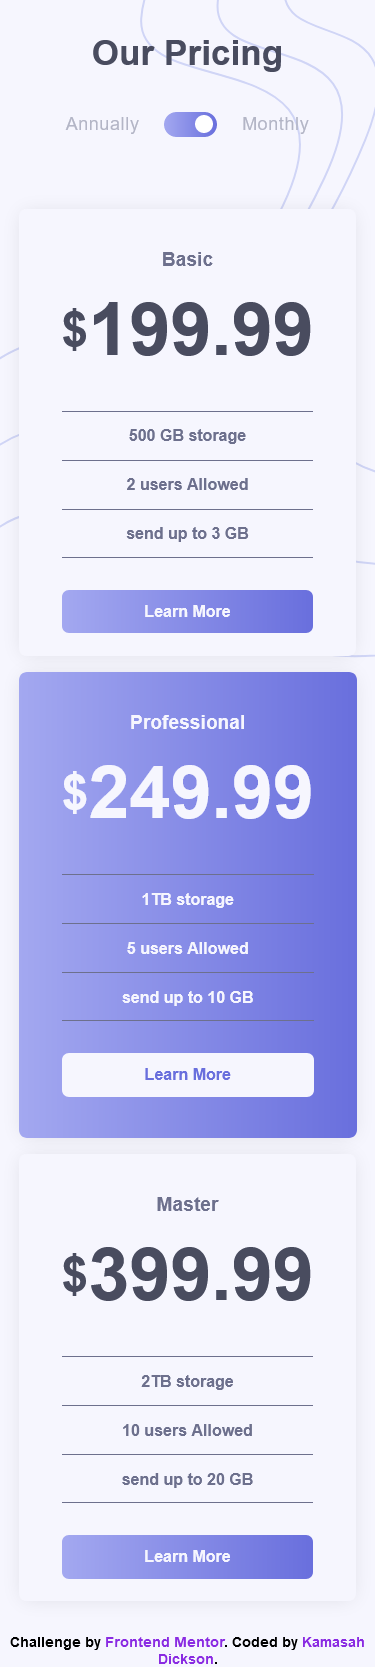 Our Pricing
Annually Monthly
Basic
$199.99
500 GB storage
2 users Allowed
send up to 3 GB
Learn More
Professional
$249.99
1TB storage
5 users Allowed
send up to 10 GB
Learn More
Master
$399.99
2TB storage
10 users Allowed
send up to 20 GB
Learn More
Challenge by Frontend Mentor. Coded by Kamasah
Dickson.